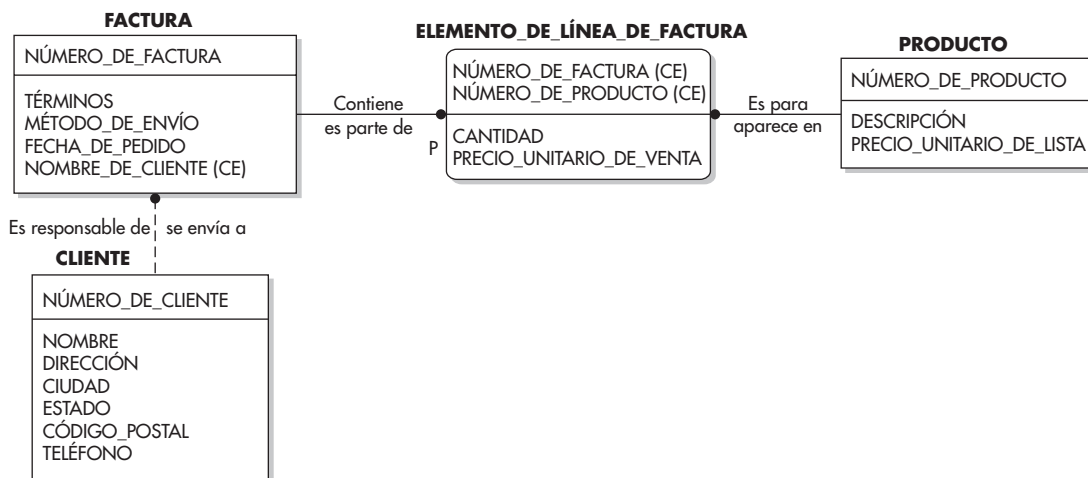 FACTURA
NÚMERO_DE_FACTURA
TÉRMINOS
MÉTODO_DE_ENVÍO
FECHA_DE_PEDIDO
NOMBRE_DE_CLIENTE (CE)
Contiene
es parte de
P
ELEMENTO_DE_LÍNEA_DE_FACTURA
NÚMERO_DE_FACTURA (CE)
NÚMERO_DE_PRODUCTO (CE)
CANTIDAD
PRECIO_UNITARIO_DE_VENTA
Es para
aparece en
PRODUCTO
NÚMERO_DE_PRODUCTO
DESCRIPCIÓN
PRECIO_UNITARIO_DE_LISTA
Es responsable de se envía a
CLIENTE
NÚMERO_DE_CLIENTE
NOMBRE
DIRECCIÓN
CIUDAD
ESTADO
CÓDIGO_POSTAL
TELÉFONO